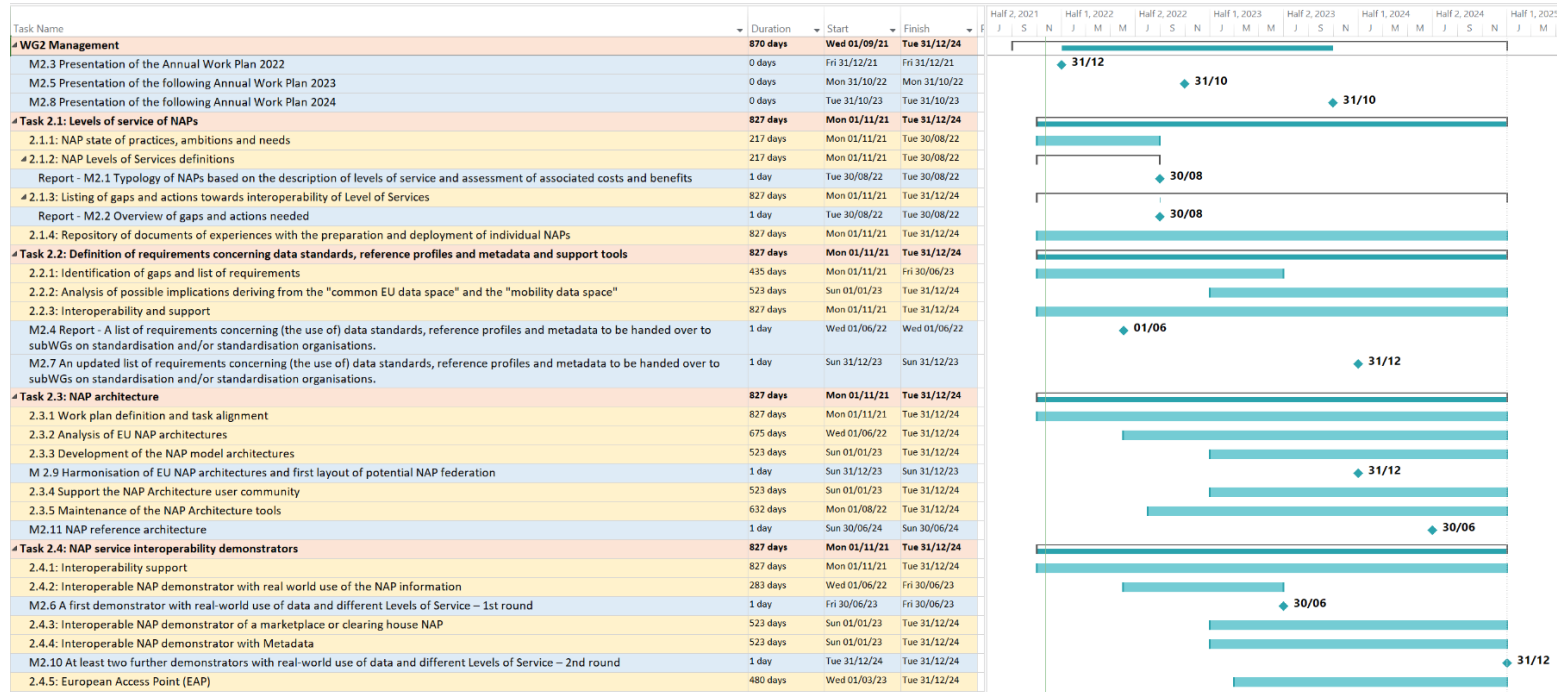 Task Name Duration Start Finish
Half 2, 2021 Half 1, 2022 Half 2, 2022 Half 1, 2023 Half 2, 2023 Half 1, 2024 Half 2, 2024 Half 1, 2025
J S N J M M J S N J M M J S N J M M J S N J M
WG2 Management 870 days Wed 01/09/21 Tue 31/12/24
M2.3 Presentation of the Annual Work Plan 2022 0 days Fri 31/12/21 Fri 31/12/21 31/12
M2.5 Presentation of the following Annual Work Plan 2023 0 days Mon 31/10/22 Mon 31/10/22 31/10
M2.8 Presentation of the following Annual Work Plan 2024 0 days Tue 31/10/23 Tue 31/10/23 31/10
Task 2.1: Levels of service of NAPs 827 days Mon 01/11/21 Tue 31/12/24
2.1.1: NAP state of practices, ambitions and needs 217 days Mon 01/11/21 Tue 30/08/22
2.1.2: NAP Levels of Services definitions 217 days Mon 01/11/21 Tue 30/08/22
Report - M2.1 Typology of NAPs based on the description of levels of service and assessment of associated costs and benefits 1 day Tue 30/08/22 Tue 30/08/22 30/08
2.1.3: Listing of gaps and actions towards interoperability of Level of Services 827 days Mon 01/11/21 Tue 31/12/24
Report - M2.2 Overview of gaps and actions needed 1 day Tue 30/08/22 Tue 30/08/22 30/08
2.1.4: Repository of documents of experiences with the preparation and deployment of individual NAPs 827 days Mon 01/11/21 Tue 31/12/24
Task 2.2: Definition of requirements concerning data standards, reference profiles and metadata and support tools 827 days Mon 01/11/21 Tue 31/12/24
2.2.1: Identification of gaps and list of requirements 435 days Mon 01/11/21 Fri 30/06/23
2.2.2: Analysis of possible implications deriving from the "common EU data space" and the "mobility data space" 523 days Sun 01/01/23 Tue 31/12/24
2.2.3: Interoperability and support 827 days Mon 01/11/21 Tue 31/12/24
M2.4 Report - A list of requirements concerning (the use of) data standards, reference profiles and metadata to be handed over to 1 day Wed 01/06/22 Wed 01/06/22 01/06
subWGs on standardisation and/or standardisation organisations.
M2.7 An updated list of requirements concerning (the use of) data standards, reference profiles and metadata to be handed over to 1 day Sun 31/12/23 Sun 31/12/23 31/12
subWGs on standardisation and/or standardisation organisations.
Task 2.3: NAP architecture 827 days Mon 01/11/21 Tue 31/12/24
2.3.1 Work plan definition and task alignment 827 days Mon 01/11/21 Tue 31/12/24
2.3.2 Analysis of EU NAP architectures 675 days Wed 01/06/22 Tue 31/12/24
2.3.3 Development of the NAP model architectures 523 days Sun 01/01/23 Tue 31/12/24
M 2.9 Harmonisation of EU NAP architectures and first layout of potential NAP federation 1 day Sun 31/12/23 Sun 31/12/23 31/12
2.3.4 Support the NAP Architecture user community 523 days Sun 01/01/23 Tue 31/12/24
2.3.5 Maintenance of the NAP Architecture tools 632 days Mon 01/08/22 Tue 31/12/24
M2.11 NAP reference architecture 1 day Sun 30/06/24 Sun 30/06/24 30/06
Task 2.4: NAP service interoperability demonstrators 827 days Mon 01/11/21 Tue 31/12/24
2.4.1: Interoperability support 827 days Mon 01/11/21 Tue 31/12/24
2.4.2: Interoperable NAP demonstrator with real world use of the NAP information 283 days Wed 01/06/22 Fri 30/06/23
M2.6 A first demonstrator with real-world use of data and different Levels of Service – 1st round 1 day Fri 30/06/23 Fri 30/06/23 30/06
2.4.3: Interoperable NAP demonstrator of a marketplace or clearing house NAP 523 days Sun 01/01/23 Tue 31/12/24
2.4.4: Interoperable NAP demonstrator with Metadata 523 days Sun 01/01/23 Tue 31/12/24
M2.10 At least two further demonstrators with real-world use of data and different Levels of Service – 2nd round 1 day Tue 31/12/24 Tue 31/12/24 31/12
2.4.5: European Access Point (EAP) 480 days Wed 01/03/23 Tue 31/12/24